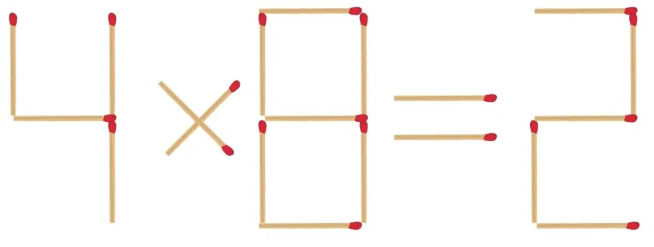 4 × 8 = 2